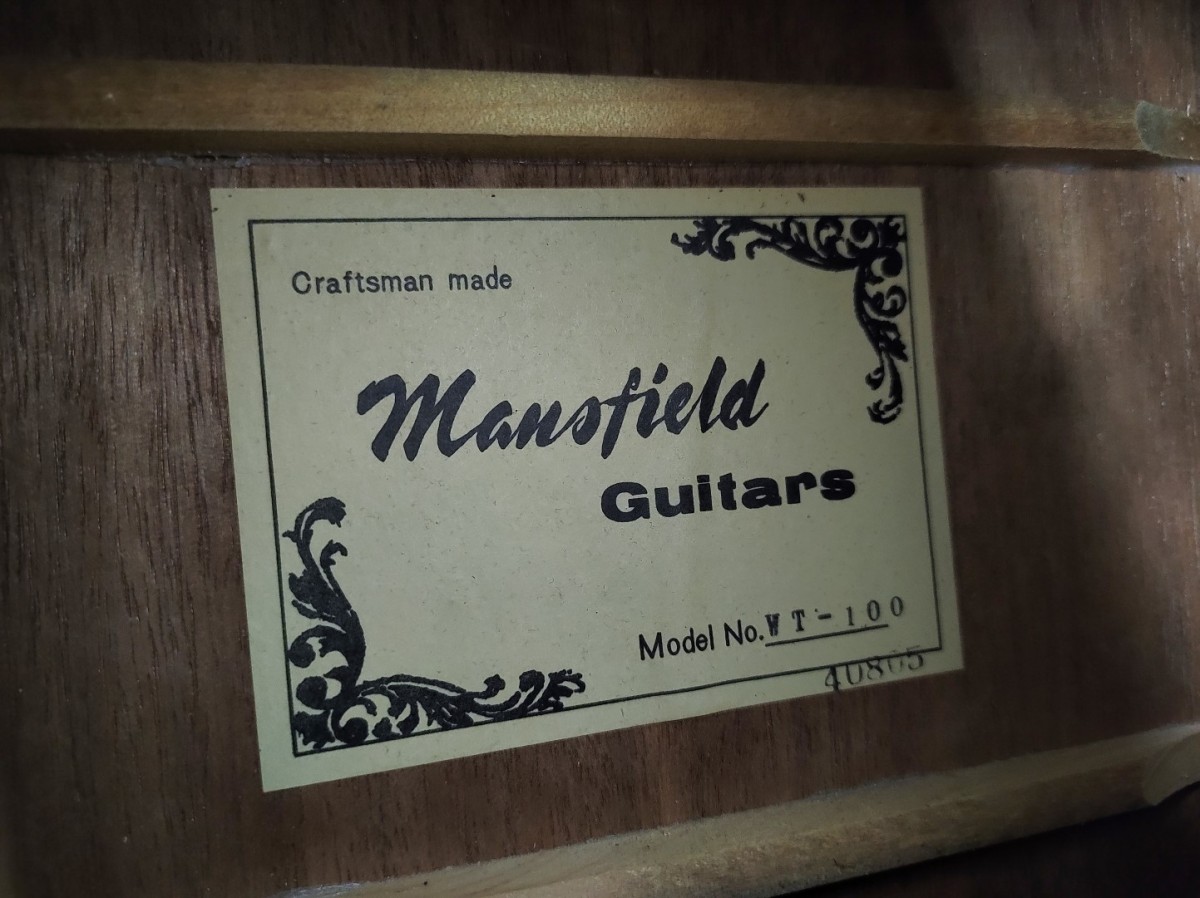 Craftsman made
Mansfield
Guitars
Model No. WT-100
40805